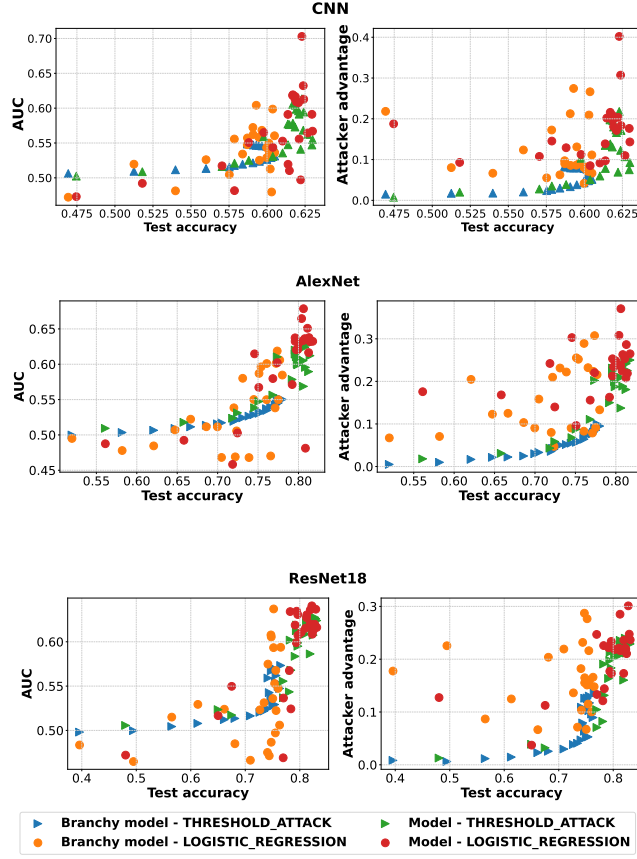 CNN
AUC
0.70
0.65
0.60
0.55
0.50
0.475 0.500 0.525 0.550 0.575 0.600 0.625
Test accuracy
Attacker advantage
0.4
0.3
0.2
0.1
0.0
0.475 0.500 0.525 0.550 0.575 0.600 0.625
Test accuracy
AlexNet
AUC
0.65
0.60
0.55
0.50
0.45
0.55 0.60 0.65 0.70 0.75 0.80
Test accuracy
Attacker advantage
0.3
0.2
0.1
0.0
0.55 0.60 0.65 0.70 0.75 0.80
Test accuracy
ResNet18
AUC
0.60
0.55
0.50
0.4 0.5 0.6 0.7 0.8
Test accuracy
Attacker advantage
0.3
0.2
0.1
0.0
0.4 0.5 0.6 0.7 0.8
Test accuracy
Branchy model - THRESHOLD_ATTACK
Branchy model - LOGISTIC_REGRESSION
Model - THRESHOLD_ATTACK
Model - LOGISTIC_REGRESSION